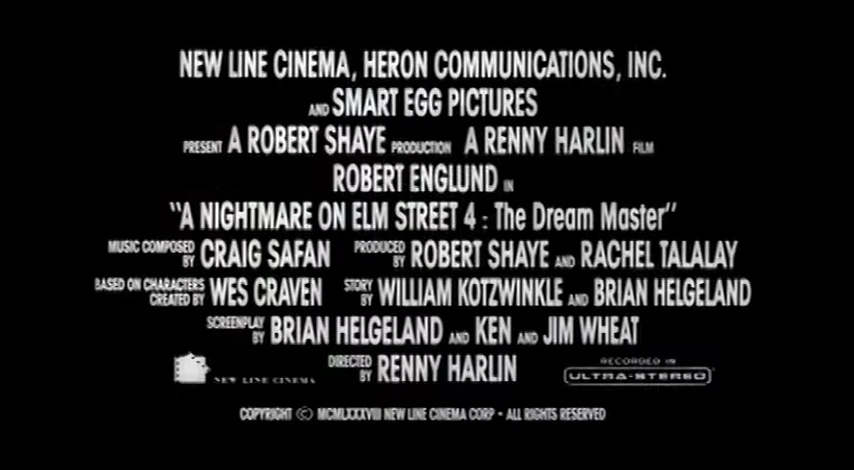 NEW LINE CINEMA, HERON COMMUNICATIONS, INC.
AND SMART EGG PICTURES
PRESENT A ROBERT SHAYE PRODUCTION A RENNY HARLIN FILM
ROBERT ENGLUND IN
"A NIGHTMARE ON ELM STREET 4 : The Dream Master"
MUSIC COMPOSED BY CRAIG SAFAN PRODUCED BY ROBERT SHAYE AND RACHEL TALALAY
BASED ON CHARACTERS CREATED BY WES CRAVEN STORY BY WILLIAM KOTZWINKLE AND BRIAN HELGELAND
SCREENPLAY BY BRIAN HELGELAND AND KEN AND JIM WHEAT
DIRECTED BY RENNY HARLIN
NEW LINE CINEMA
RECORDED IN
ULTRA-STEREO
COPYRIGHT © MCMLXXXVIII NEW LINE CINEMA CORP - ALL RIGHTS RESERVED